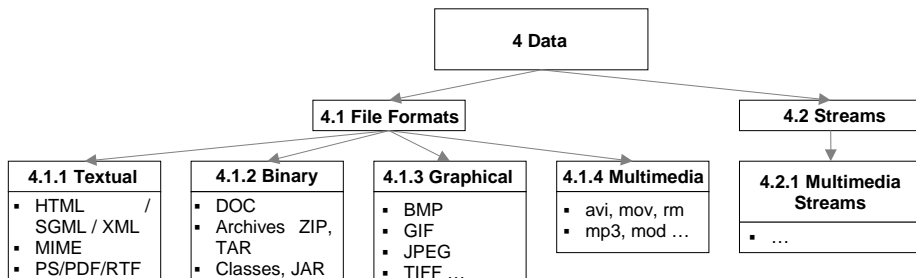 4 Data
4.1 File Formats
4.2 Streams
4.1.1 Textual
▪ HTML /
SGML / XML
▪ MIME
▪ PS/PDF/RTF
4.1.2 Binary
▪ DOC
▪ Archives ZIP,
TAR
▪ Classes, JAR
4.1.3 Graphical
▪ BMP
▪ GIF
▪ JPEG
▪ TIFF ...
4.1.4 Multimedia
▪ avi, mov, rm
▪ mp3, mod ...
4.2.1 Multimedia
Streams
▪ ...